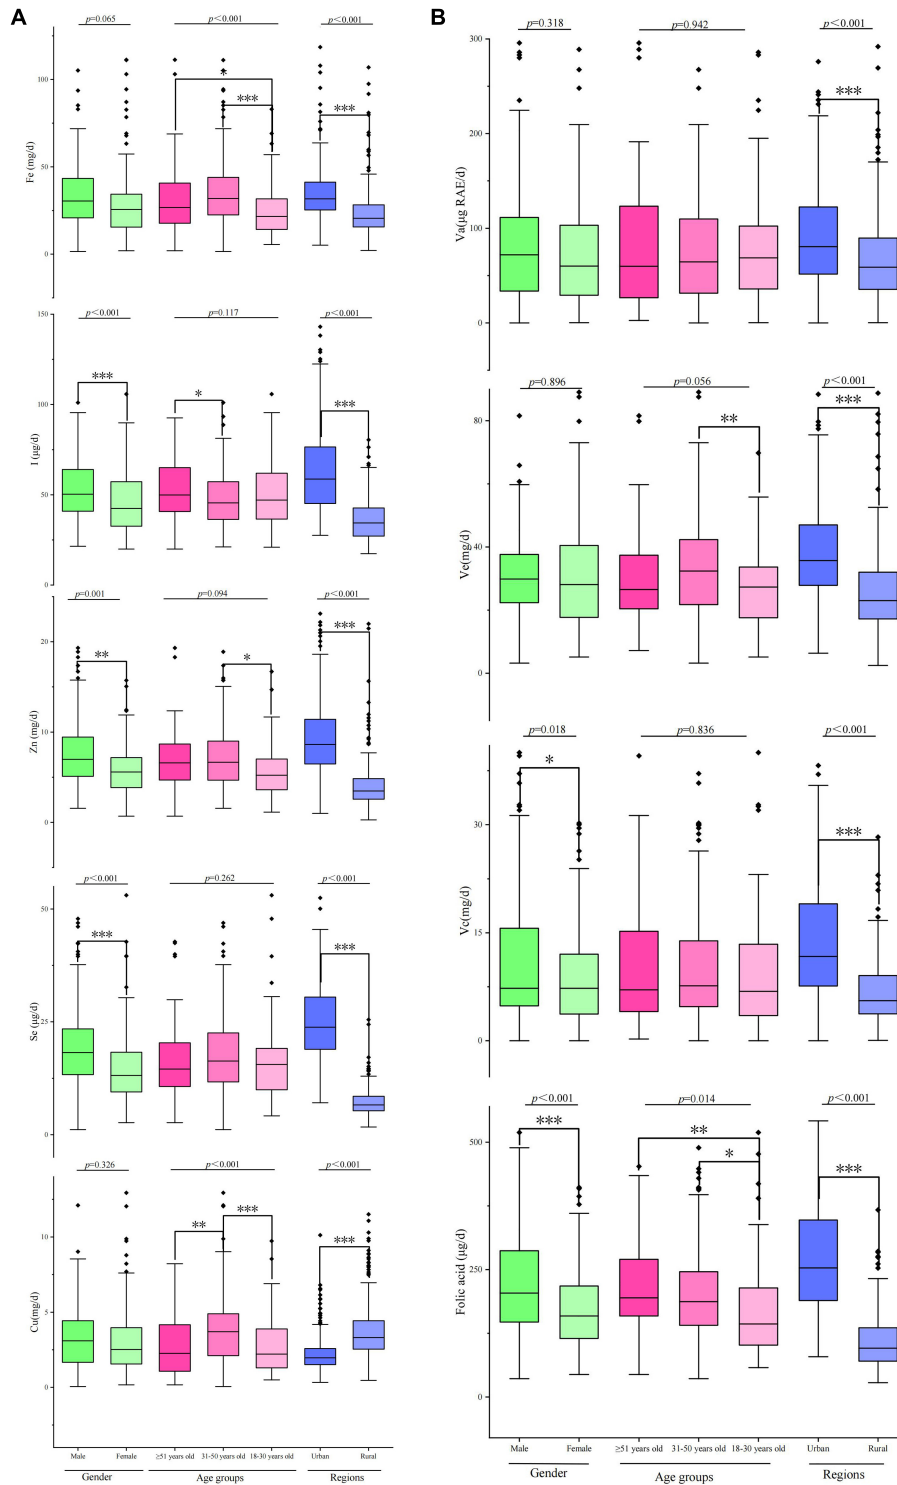 A
p=0.065 p<0.001 p<0.001
* *** ***
Fe (mg/d)
100
50
0
p<0.001 p=0.117 p<0.001
*** * ***
I (μg/d)
150
100
50
0
p=0.001 p=0.094 p<0.001
** * ***
Zn (mg/d)
20
10
0
p<0.001 p=0.262 p<0.001
*** ***
Se (μg/d)
50
25
0
p=0.326 p<0.001 p<0.001
** *** ***
Cu(mg/d)
10
5
0
Male Female ≥51 years old 31-50 years old 18-30 years old Urban Rural
Gender Age groups Regions
B
p=0.318 p=0.942 p<0.001
***
Va(μg RAE/d)
300
200
100
0
p=0.896 p=0.056 p<0.001
** ***
Ve(mg/d)
80
40
0
p=0.018 p=0.836 p<0.001
* ***
Vc(mg/d)
30
15
0
p<0.001 p=0.014 p<0.001
*** ** * ***
Folic acid (μg/d)
500
250
0
Male Female ≥51 years old 31-50 years old 18-30 years old Urban Rural
Gender Age groups Regions